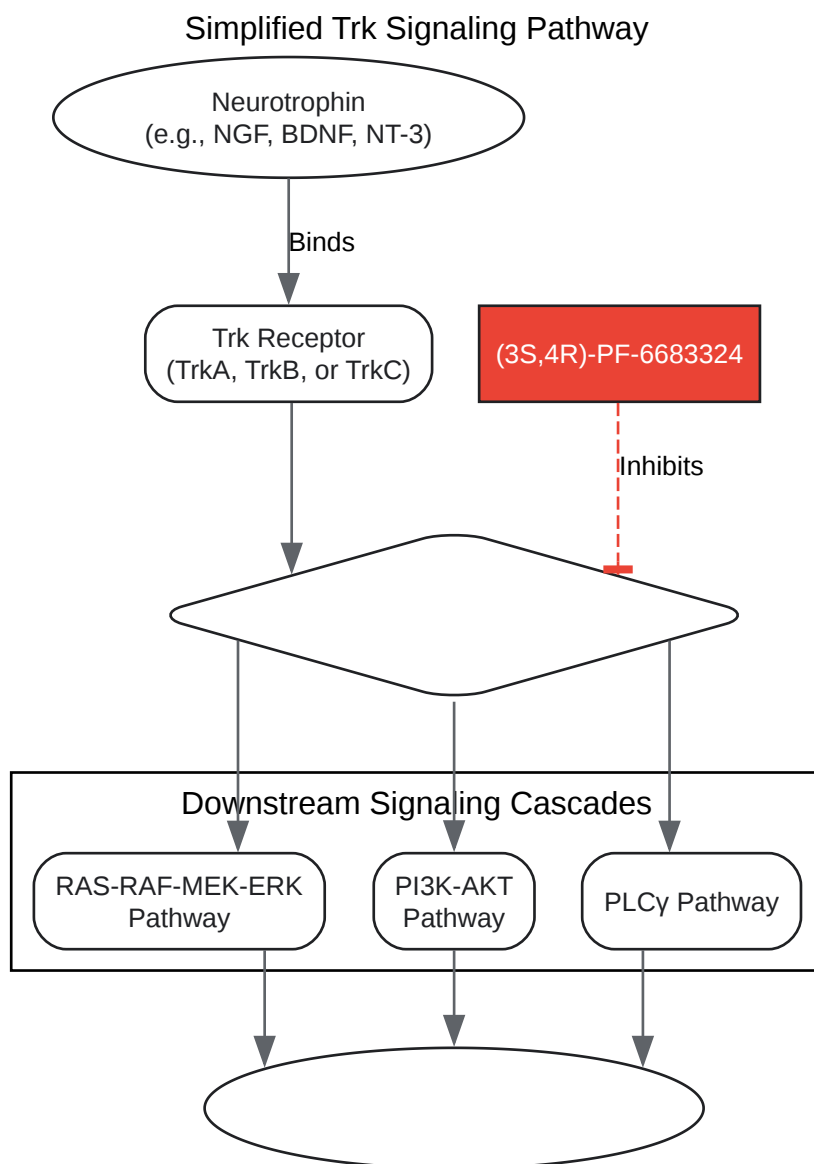 Simplified Trk Signaling Pathway
Neurotrophin
(e.g., NGF, BDNF, NT-3)
Binds
Trk Receptor
(TrkA, TrkB, or TrkC)
(3S,4R)-PF-6683324
Inhibits
Downstream Signaling Cascades
RAS-RAF-MEK-ERK
Pathway
PI3K-AKT
Pathway
PLCγ Pathway